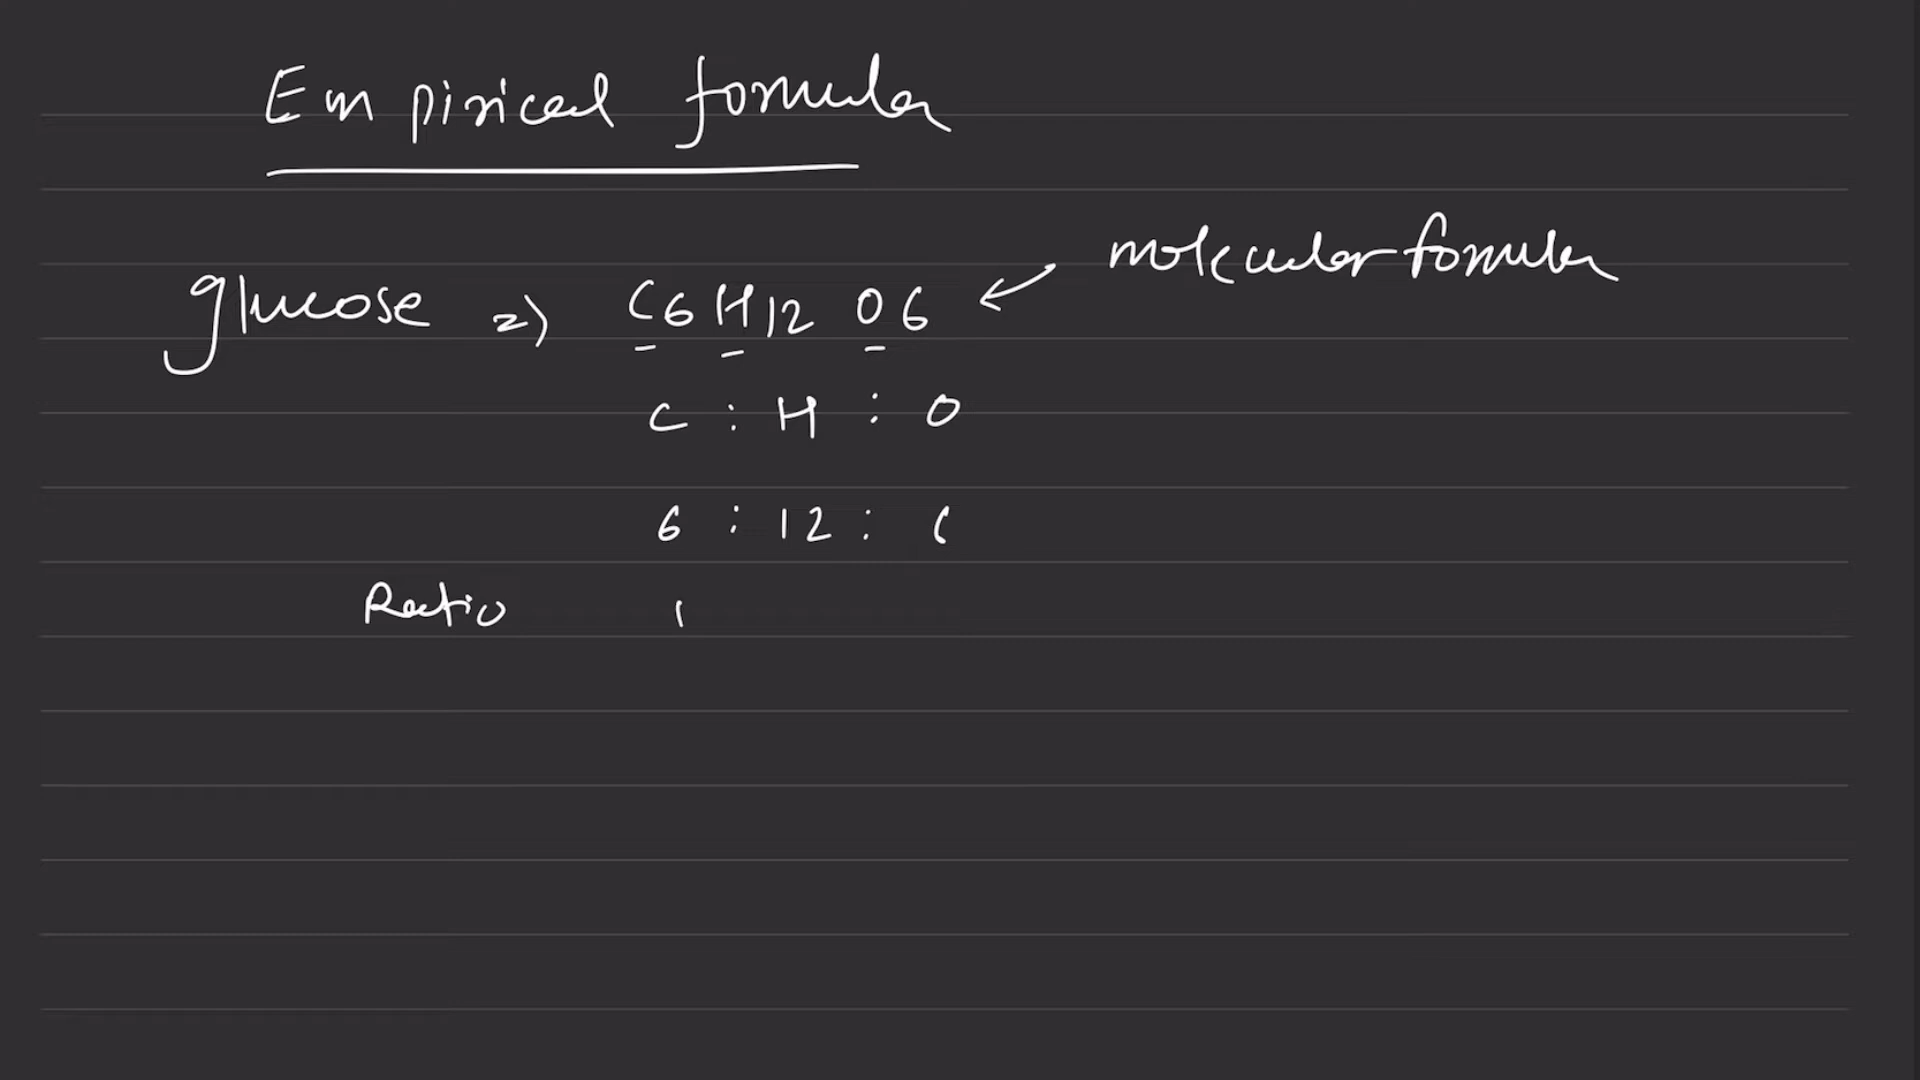 Empirical formula
molecular formula
glucose => C6H12O6
C : H : O
6 : 12 : 6
Ratio 1